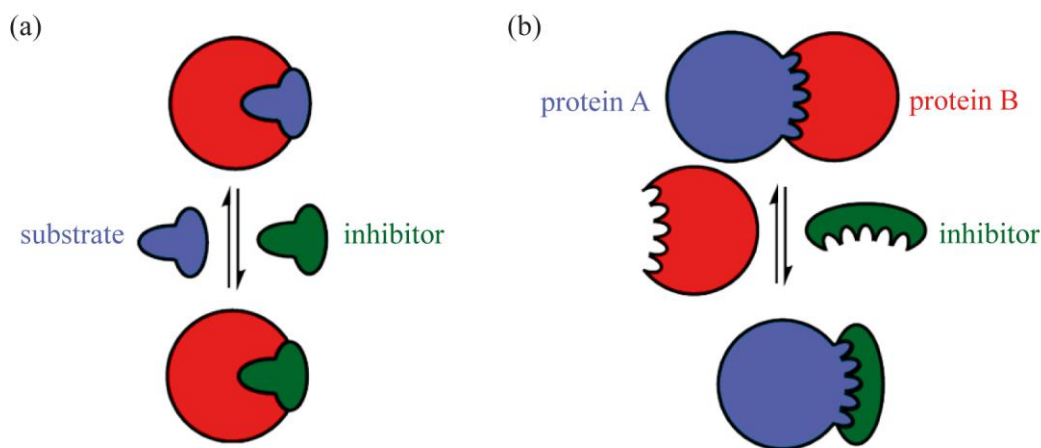 (a)
substrate
inhibitor
(b)
protein A
protein B
inhibitor